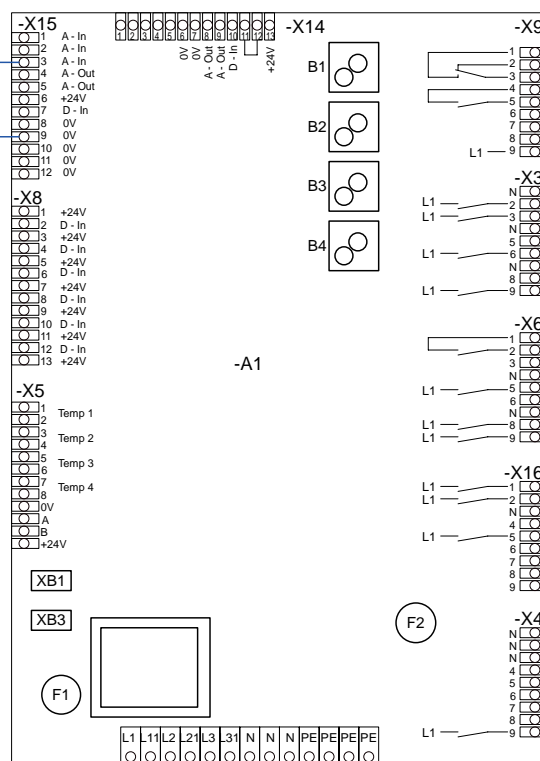 -X15
1 A - In
2 A - In
3 A - In
4 A - Out
5 A - Out
6 +24V
7 D - In
8 0V
9 0V
10 0V
11 0V
12 0V
-X14
1 2 3 4 5 6 7 8 9 10 11 12 13
0V
0V
A - Out
A - Out
D - In
+24V
B1
B2
B3
B4
-X9
1
2
3
4
5
6
7
8
L1 9
-X8
1 +24V
2 D - In
3 +24V
4 D - In
5 +24V
6 D - In
7 +24V
8 D - In
9 +24V
10 D - In
11 +24V
12 D - In
13 +24V
-X3
N
L1 2
L1 3
N
5
L1 6
N
8
L1 9
-A1
-X6
1
2
3
N
L1 5
6
N
L1 8
L1 9
-X5
1 Temp 1
2
3 Temp 2
4
5 Temp 3
6
7 Temp 4
8
0V
A
B
+24V
-X16
L1 1
L1 2
N
4
L1 5
6
7
8
9
XB1
XB3
F1
F2
-X4
N
N
N
4
5
6
7
8
L1 9
L1 L11 L2 L21 L3 L31 N N N PE PE PE PE